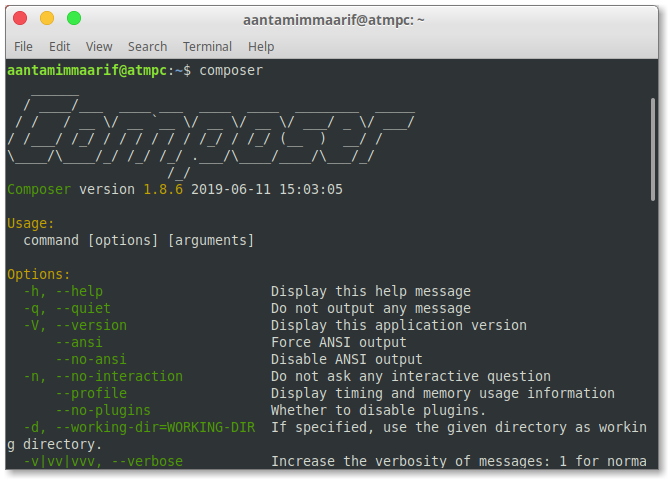 aantamimmaarif@atmpc: ~
File Edit View Search Terminal Help
aantamimmaarif@atmpc:~$ composer
Composer
Composer version 1.8.6 2019-06-11 15:03:05
Usage:
command [options] [arguments]
Options:
-h, --help Display this help message
-q, --quiet Do not output any message
-V, --version Display this application version
--ansi Force ANSI output
--no-ansi Disable ANSI output
-n, --no-interaction Do not ask any interactive question
--profile Display timing and memory usage information
--no-plugins Whether to disable plugins.
-d, --working-dir=WORKING-DIR If specified, use the given directory as workin
g directory.
-v|vv|vvv, --verbose Increase the verbosity of messages: 1 for norma